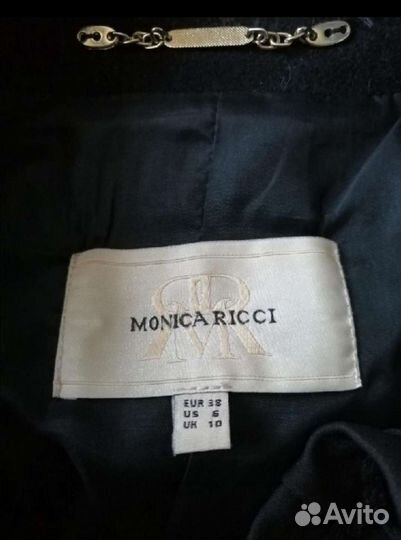 MONICA RICCI
EUR 38
US 6
UK 10
Avito